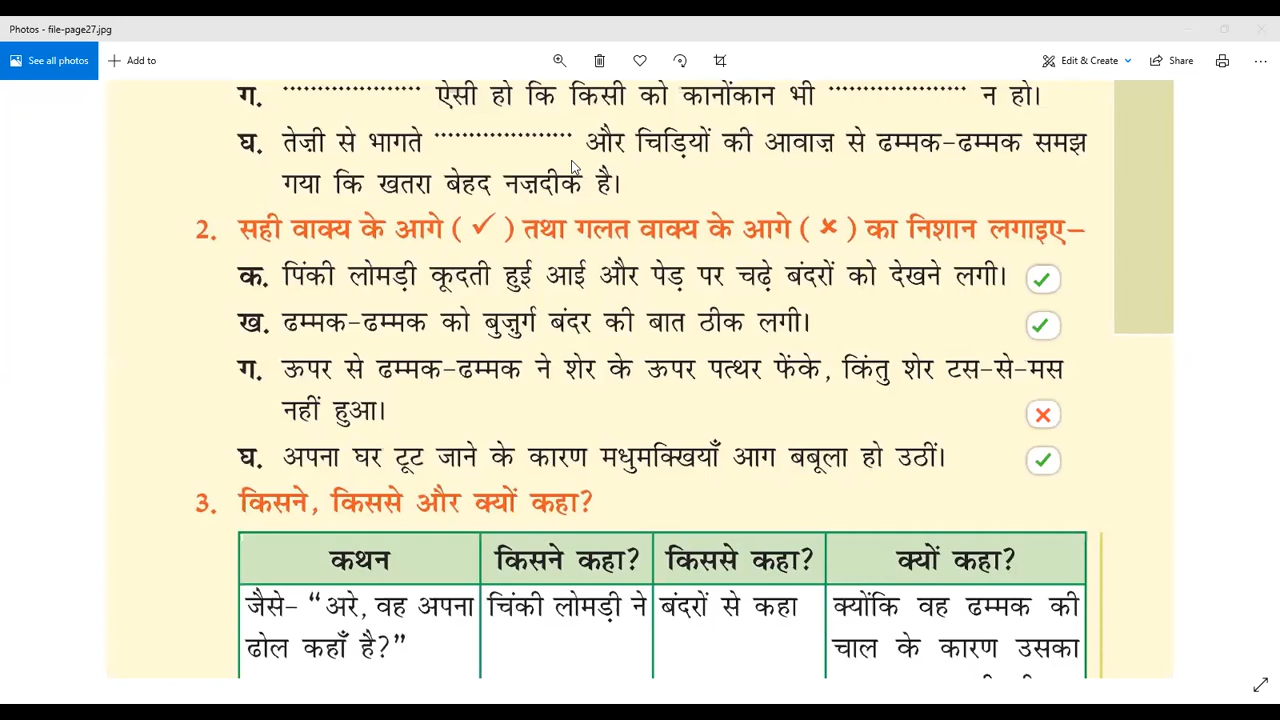 Photos - file-page27.jpg
See all photos
Add to
Edit & Create
Share
ग. .................... ऐसी हो कि किसी को कानोंकान भी .................... न हो।
घ. तेज़ी से भागते .................... और चिड़ियों की आवाज़ से ढम्मक-ढम्मक समझ
गया कि खतरा बेहद नज़दीक है।
2. सही वाक्य के आगे ( ✓ ) तथा गलत वाक्य के आगे ( ✗ ) का निशान लगाइए–
क. पिंकी लोमड़ी कूदती हुई आई और पेड़ पर चढ़े बंदरों को देखने लगी। ✓
ख. ढम्मक-ढम्मक को बुज़ुर्ग बंदर की बात ठीक लगी। ✓
ग. ऊपर से ढम्मक-ढम्मक ने शेर के ऊपर पत्थर फेंके, किंतु शेर टस-से-मस
नहीं हुआ। ✗
घ. अपना घर टूट जाने के कारण मधुमक्खियाँ आग बबूला हो उठीं। ✓
3. किसने, किससे और क्यों कहा?
कथन किसने कहा? किससे कहा? क्यों कहा?
जैसे– “अरे, वह अपना चिंकी लोमड़ी ने बंदरों से कहा क्योंकि वह ढम्मक की
ढोल कहाँ है?” चाल के कारण उसका